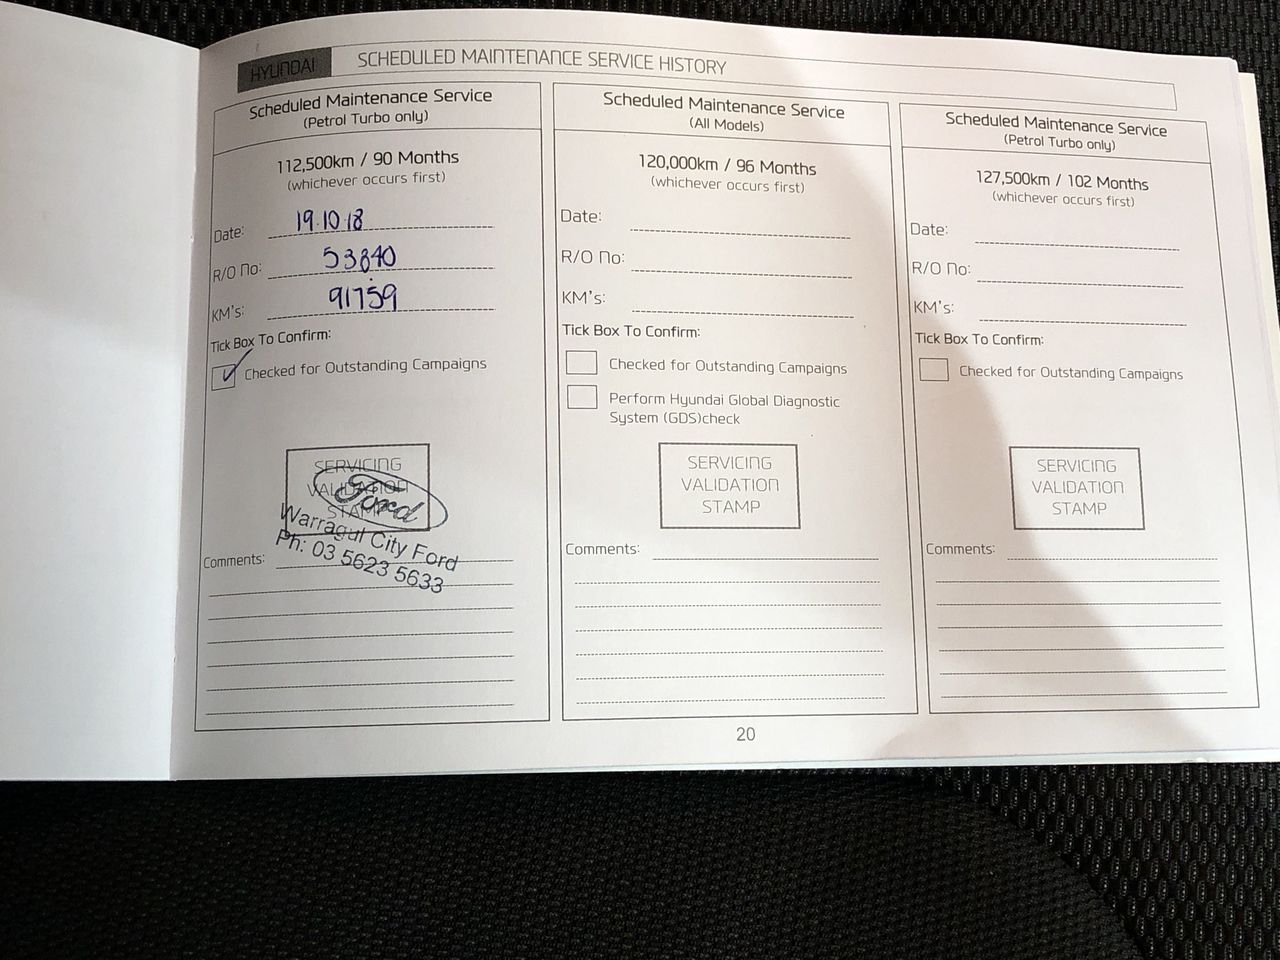 HYUNDAI
SCHEDULED MAINTENANCE SERVICE HISTORY
Scheduled Maintenance Service
(Petrol Turbo only)
112,500km / 90 Months
(whichever occurs first)
Date: 19.10.18
R/O No: 53840
KM's: 91759
Tick Box To Confirm:
Checked for Outstanding Campaigns
SERVICING
VALIDATION
STAMP
Ford
Warragul City Ford
Ph: 03 5623 5633
Comments:
Scheduled Maintenance Service
(All Models)
120,000km / 96 Months
(whichever occurs first)
Date:
R/O No:
KM's:
Tick Box To Confirm:
Checked for Outstanding Campaigns
Perform Hyundai Global Diagnostic
System (GDS)check
SERVICING
VALIDATION
STAMP
Comments:
Scheduled Maintenance Service
(Petrol Turbo only)
127,500km / 102 Months
(whichever occurs first)
Date:
R/O No:
KM's:
Tick Box To Confirm:
Checked for Outstanding Campaigns
SERVICING
VALIDATION
STAMP
Comments:
20